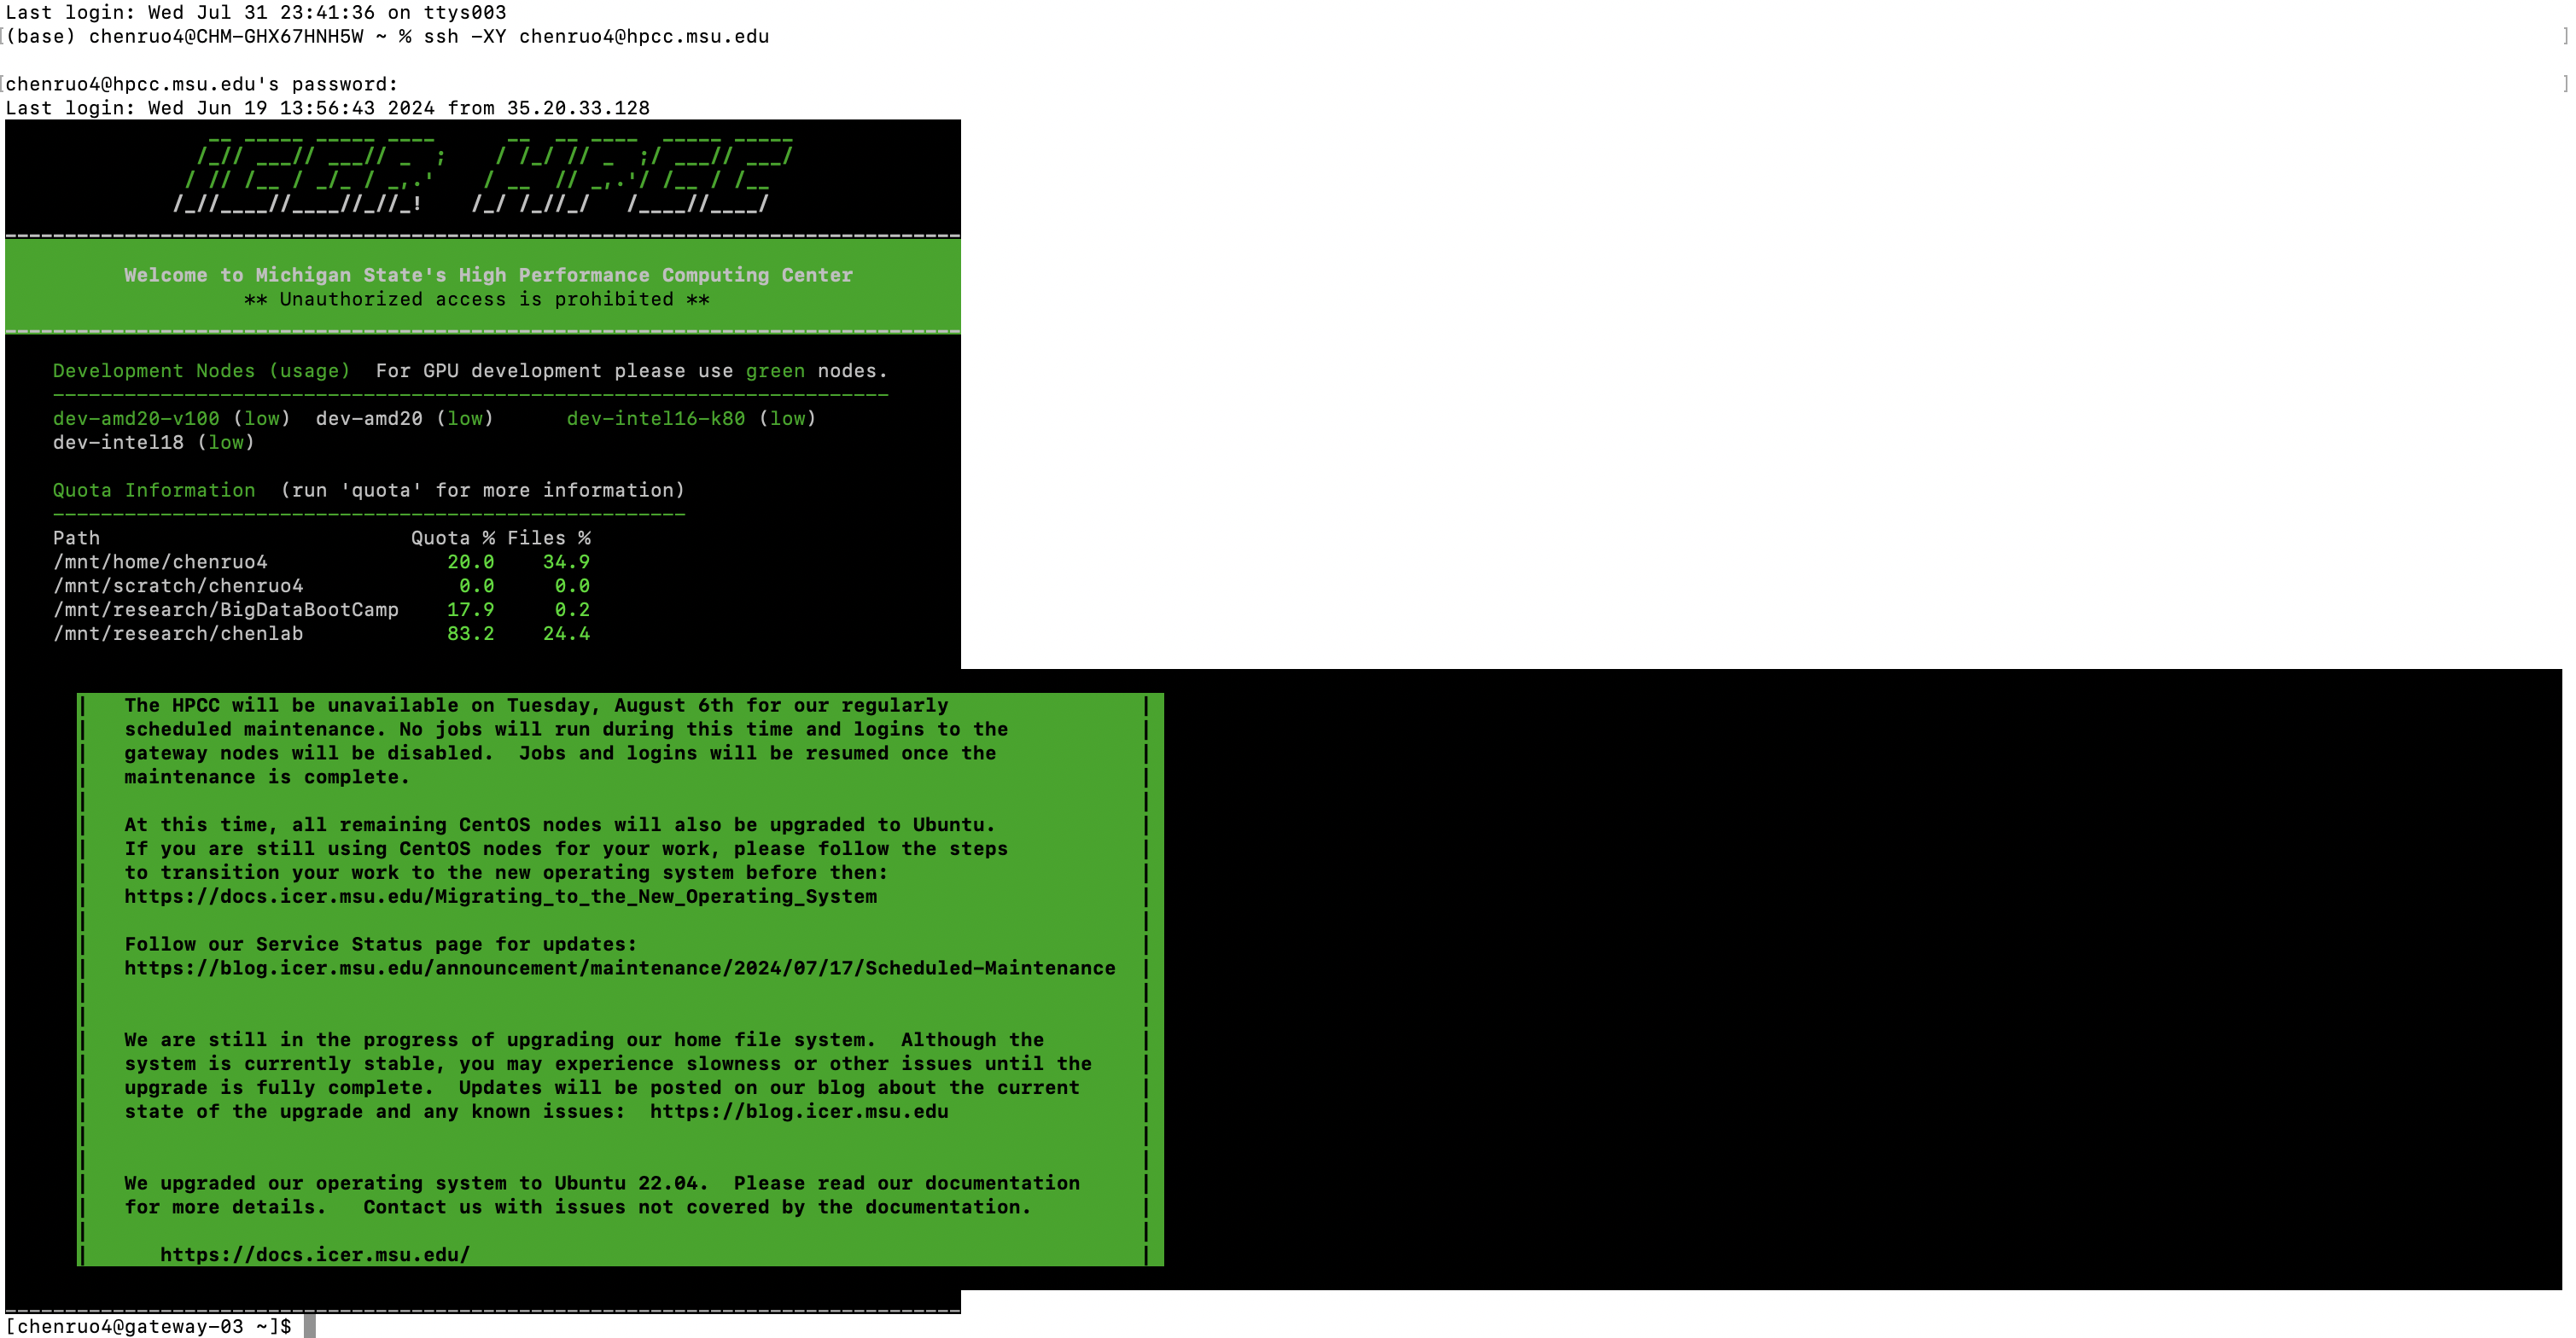 Last login: Wed Jul 31 23:41:36 on ttys003
[(base) chenruo4@CHM-GHX67HNH5W ~ % ssh -XY chenruo4@hpcc.msu.edu ]
[chenruo4@hpcc.msu.edu's password: ]
Last login: Wed Jun 19 13:56:43 2024 from 35.20.33.128
ICER HPCC
Welcome to Michigan State's High Performance Computing Center
** Unauthorized access is prohibited **
Development Nodes (usage)  For GPU development please use green nodes.
dev-amd20-v100 (low)  dev-amd20 (low)      dev-intel16-k80 (low)
dev-intel18 (low)
Quota Information  (run 'quota' for more information)
Path                          Quota % Files %
/mnt/home/chenruo4               20.0    34.9
/mnt/scratch/chenruo4             0.0     0.0
/mnt/research/BigDataBootCamp    17.9     0.2
/mnt/research/chenlab            83.2    24.4
The HPCC will be unavailable on Tuesday, August 6th for our regularly
scheduled maintenance. No jobs will run during this time and logins to the
gateway nodes will be disabled.  Jobs and logins will be resumed once the
maintenance is complete.
At this time, all remaining CentOS nodes will also be upgraded to Ubuntu.
If you are still using CentOS nodes for your work, please follow the steps
to transition your work to the new operating system before then:
https://docs.icer.msu.edu/Migrating_to_the_New_Operating_System
Follow our Service Status page for updates:
https://blog.icer.msu.edu/announcement/maintenance/2024/07/17/Scheduled-Maintenance
We are still in the progress of upgrading our home file system.  Although the
system is currently stable, you may experience slowness or other issues until the
upgrade is fully complete.  Updates will be posted on our blog about the current
state of the upgrade and any known issues:  https://blog.icer.msu.edu
We upgraded our operating system to Ubuntu 22.04.  Please read our documentation
for more details.   Contact us with issues not covered by the documentation.
https://docs.icer.msu.edu/
[chenruo4@gateway-03 ~]$